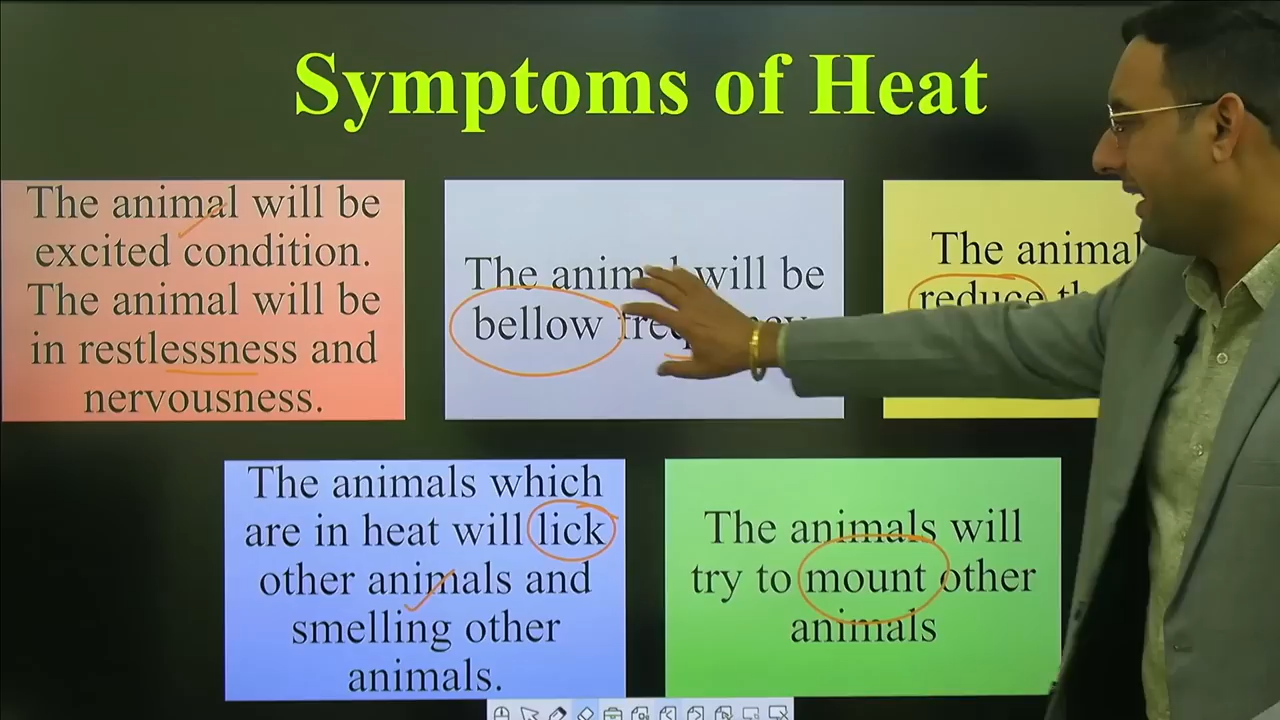 Symptoms of Heat
The animal will be
excited condition.
The animal will be
in restlessness and
nervousness.
The animal will be
bellow
The animal
reduce
The animals which
are in heat will lick
other animals and
smelling other
animals.
The animals will
try to mount other
animals